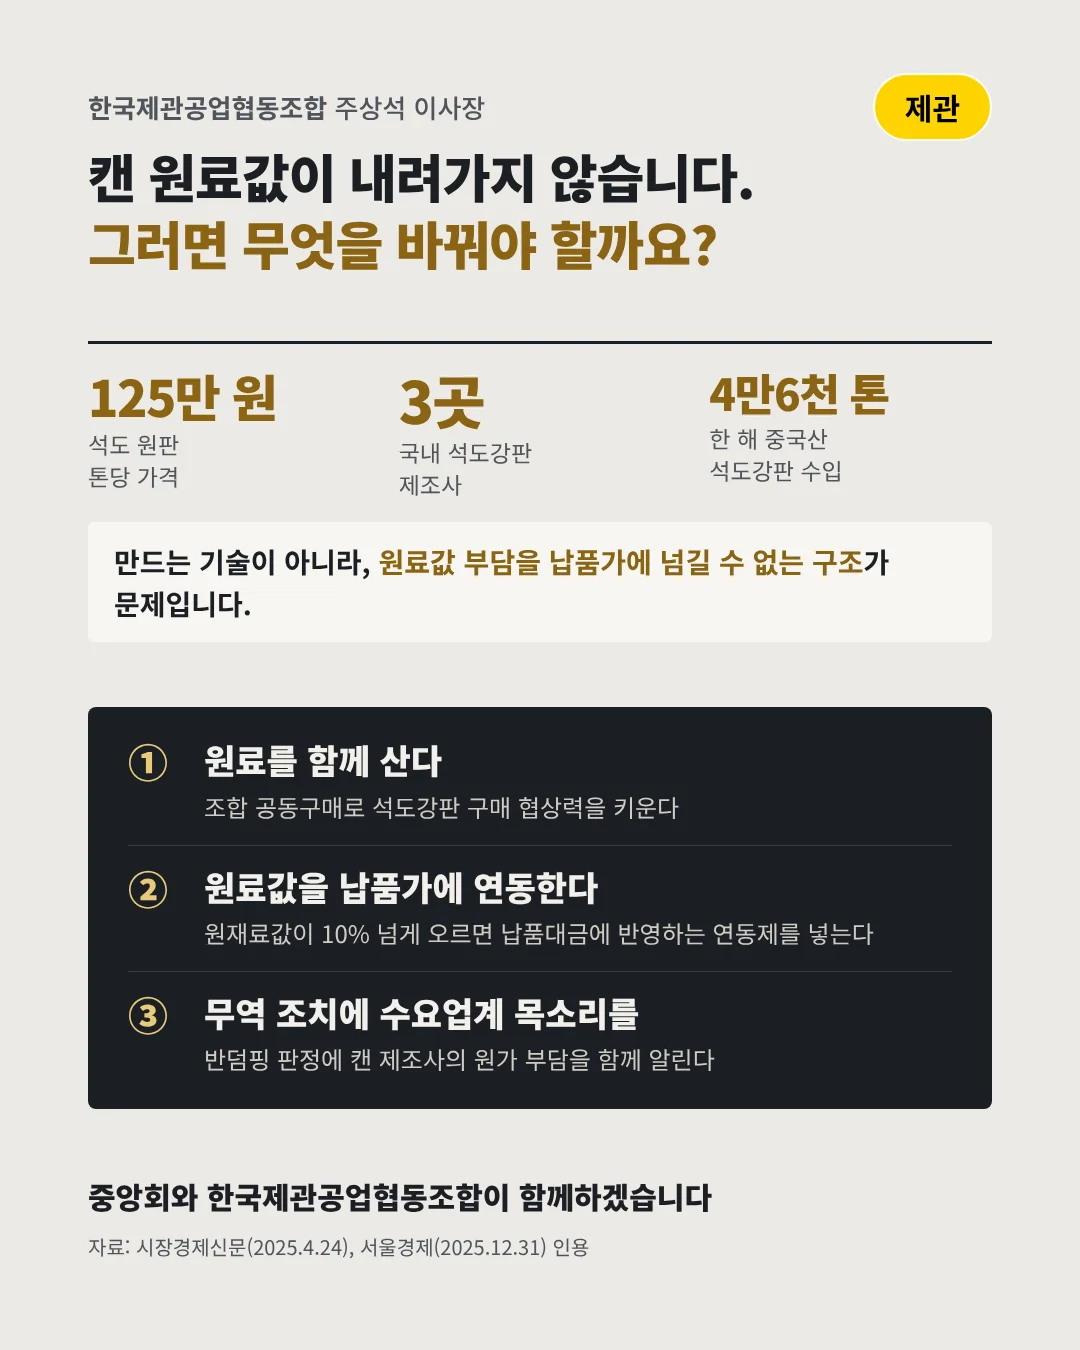 한국제관공업협동조합 주상석 이사장
제관
캔 원료값이 내려가지 않습니다.
그러면 무엇을 바꿔야 할까요?
125만 원
석도 원판
톤당 가격
3곳
국내 석도강판
제조사
4만6천 톤
한 해 중국산
석도강판 수입
만드는 기술이 아니라, 원료값 부담을 납품가에 넘길 수 없는 구조가
문제입니다.
① 원료를 함께 산다
조합 공동구매로 석도강판 구매 협상력을 키운다
② 원료값을 납품가에 연동한다
원재료값이 10% 넘게 오르면 납품대금에 반영하는 연동제를 넣는다
③ 무역 조치에 수요업계 목소리를
반덤핑 판정에 캔 제조사의 원가 부담을 함께 알린다
중앙회와 한국제관공업협동조합이 함께하겠습니다
자료: 시장경제신문(2025.4.24), 서울경제(2025.12.31) 인용